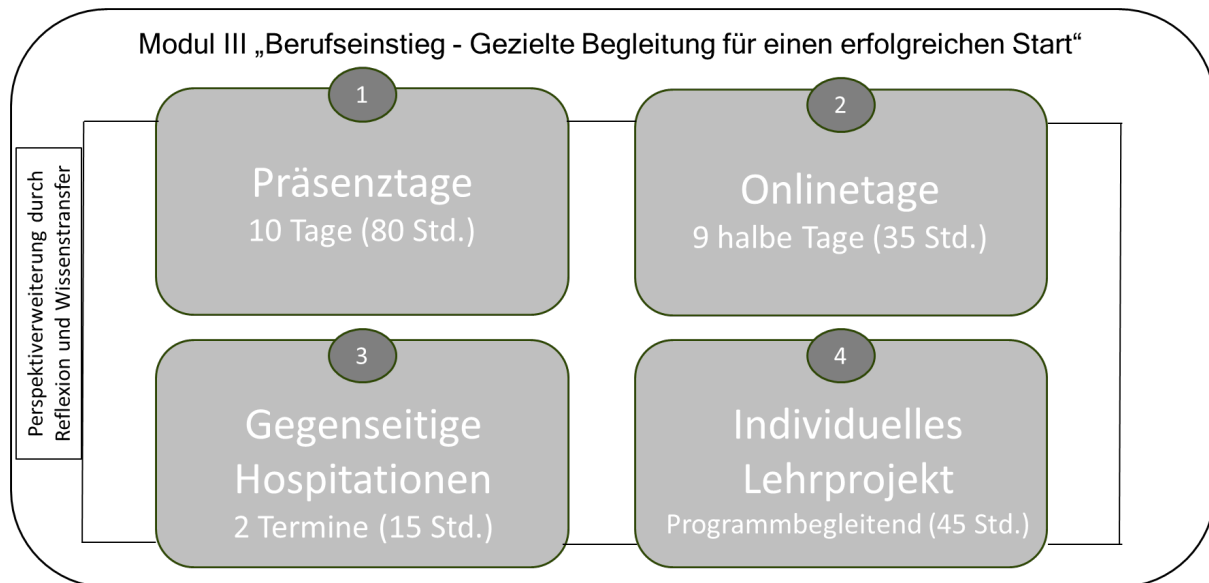 Modul III „Berufseinstieg - Gezielte Begleitung für einen erfolgreichen Start“
Perspektiverweiterung durch
Reflexion und Wissenstransfer
1
Präsenztage
10 Tage (80 Std.)
2
Onlinetage
9 halbe Tage (35 Std.)
3
Gegenseitige
Hospitationen
2 Termine (15 Std.)
4
Individuelles
Lehrprojekt
Programmbegleitend (45 Std.)